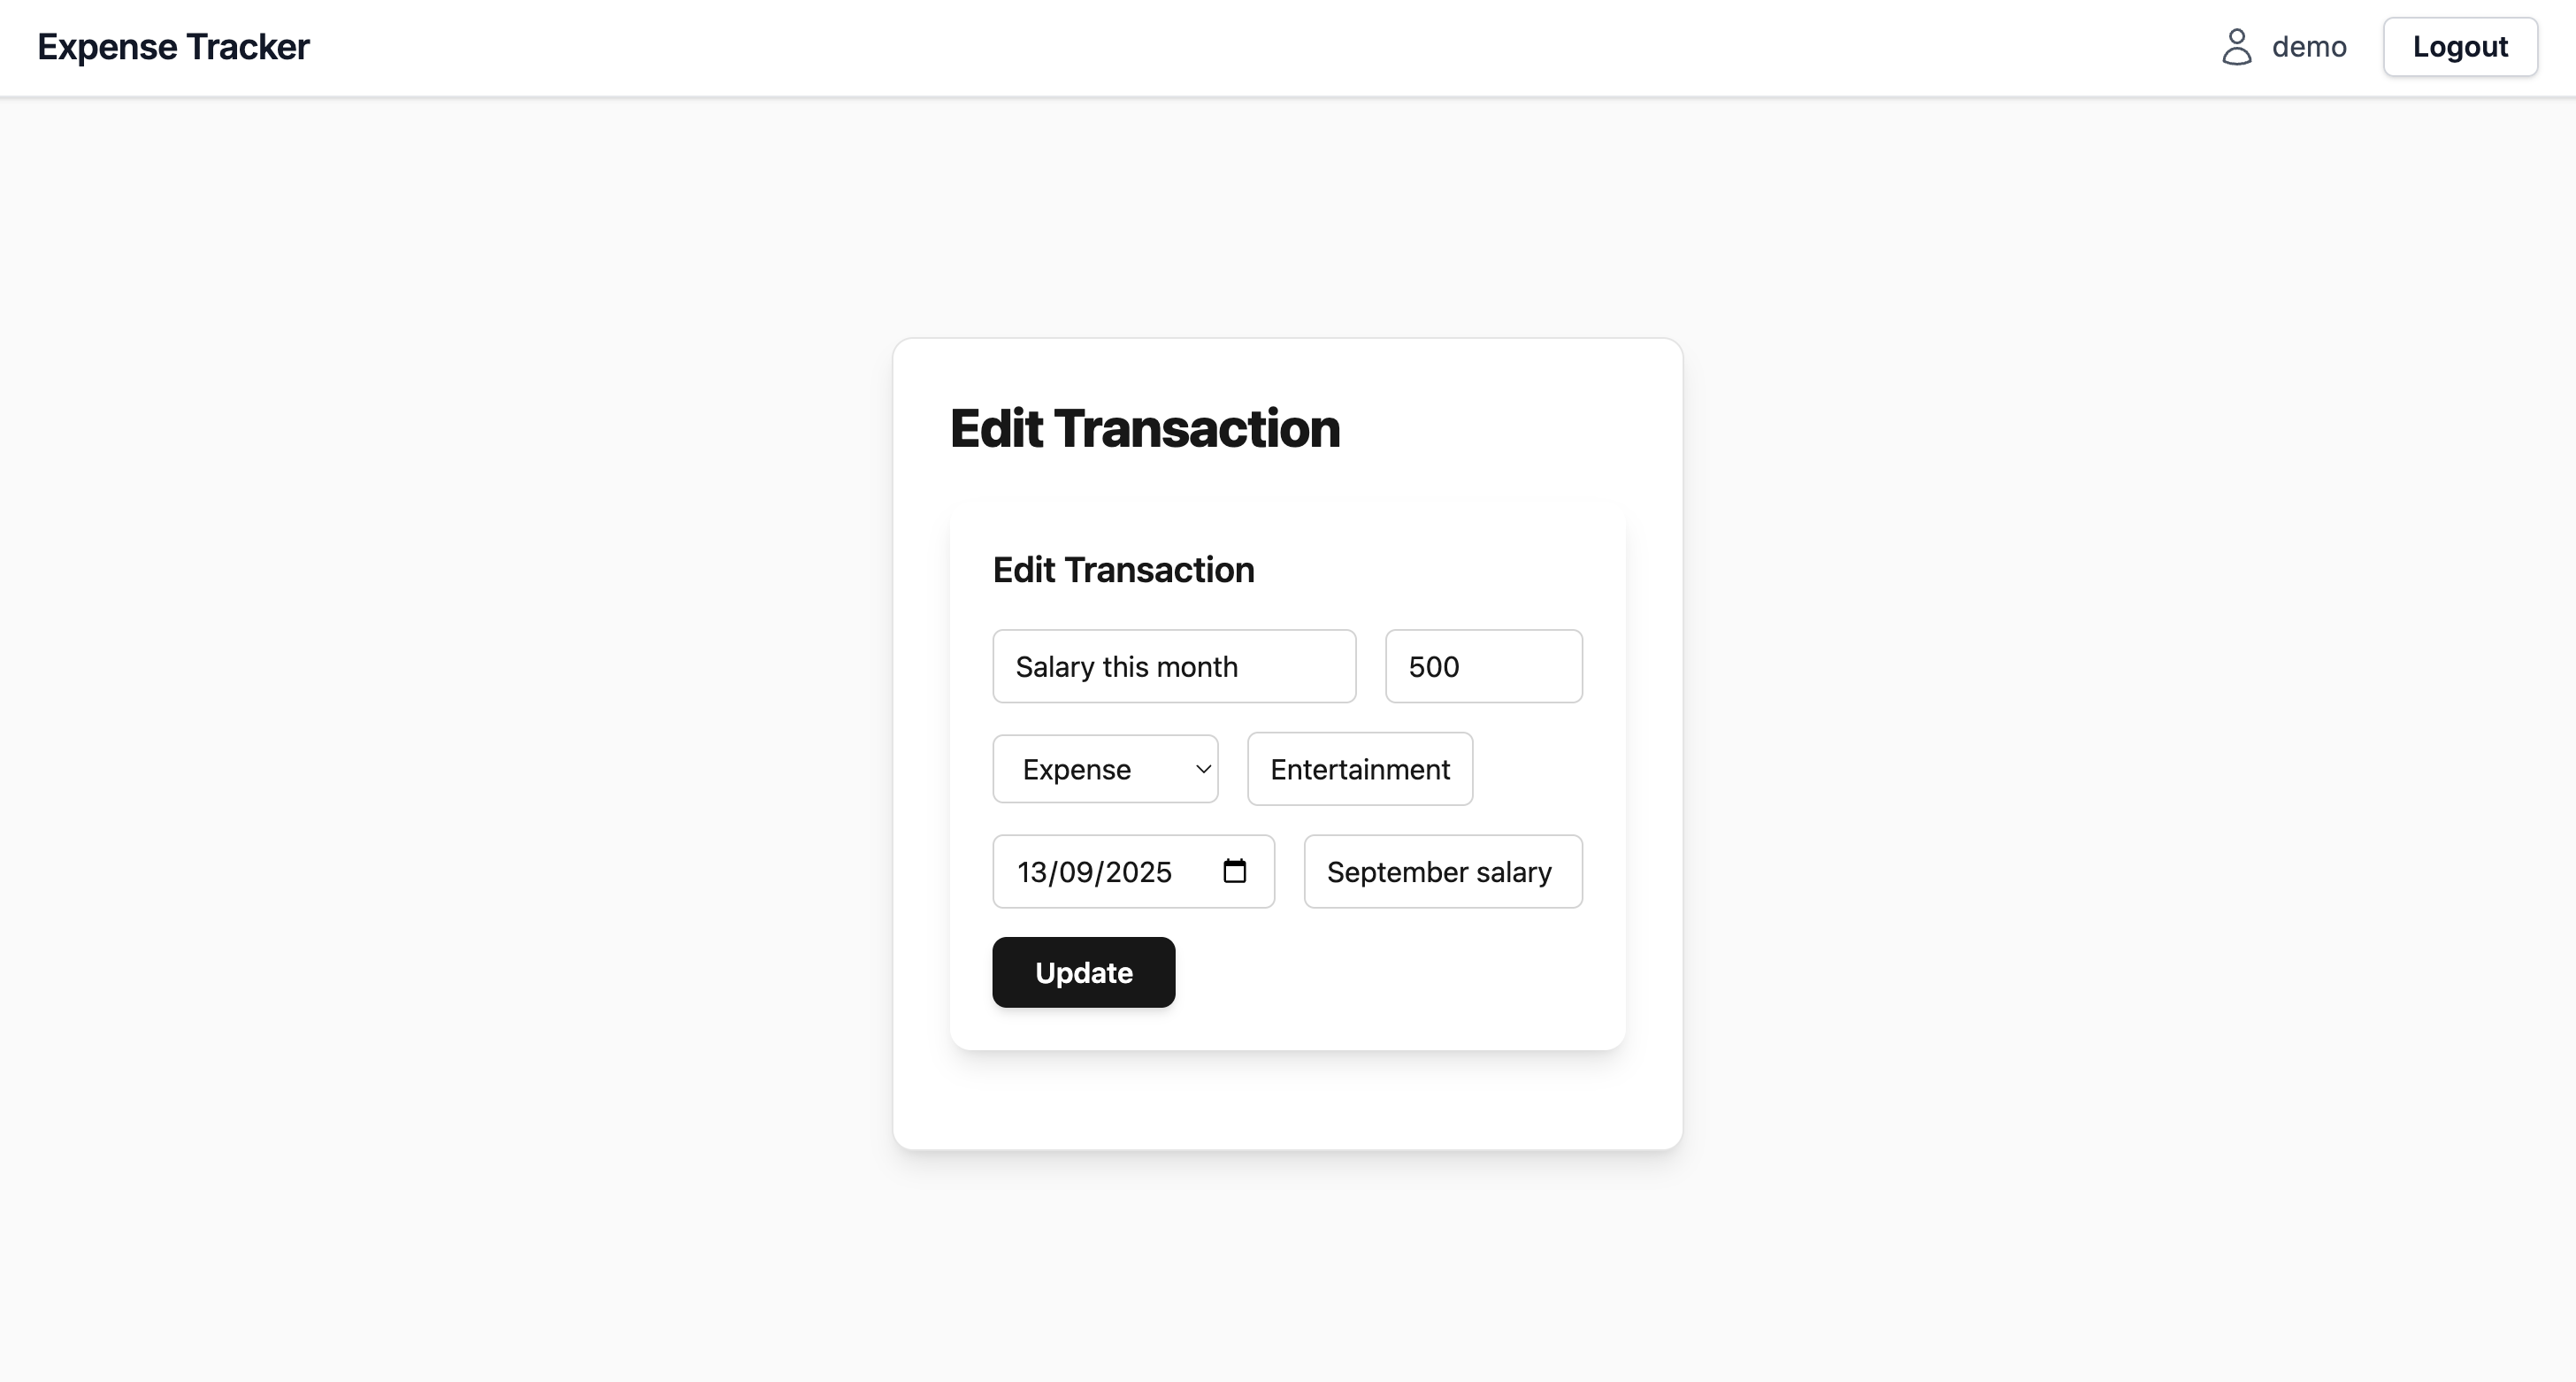 Expense Tracker
demo
Logout
Edit Transaction
Edit Transaction
Salary this month
500
Expense
Entertainment
13/09/2025
September salary
Update